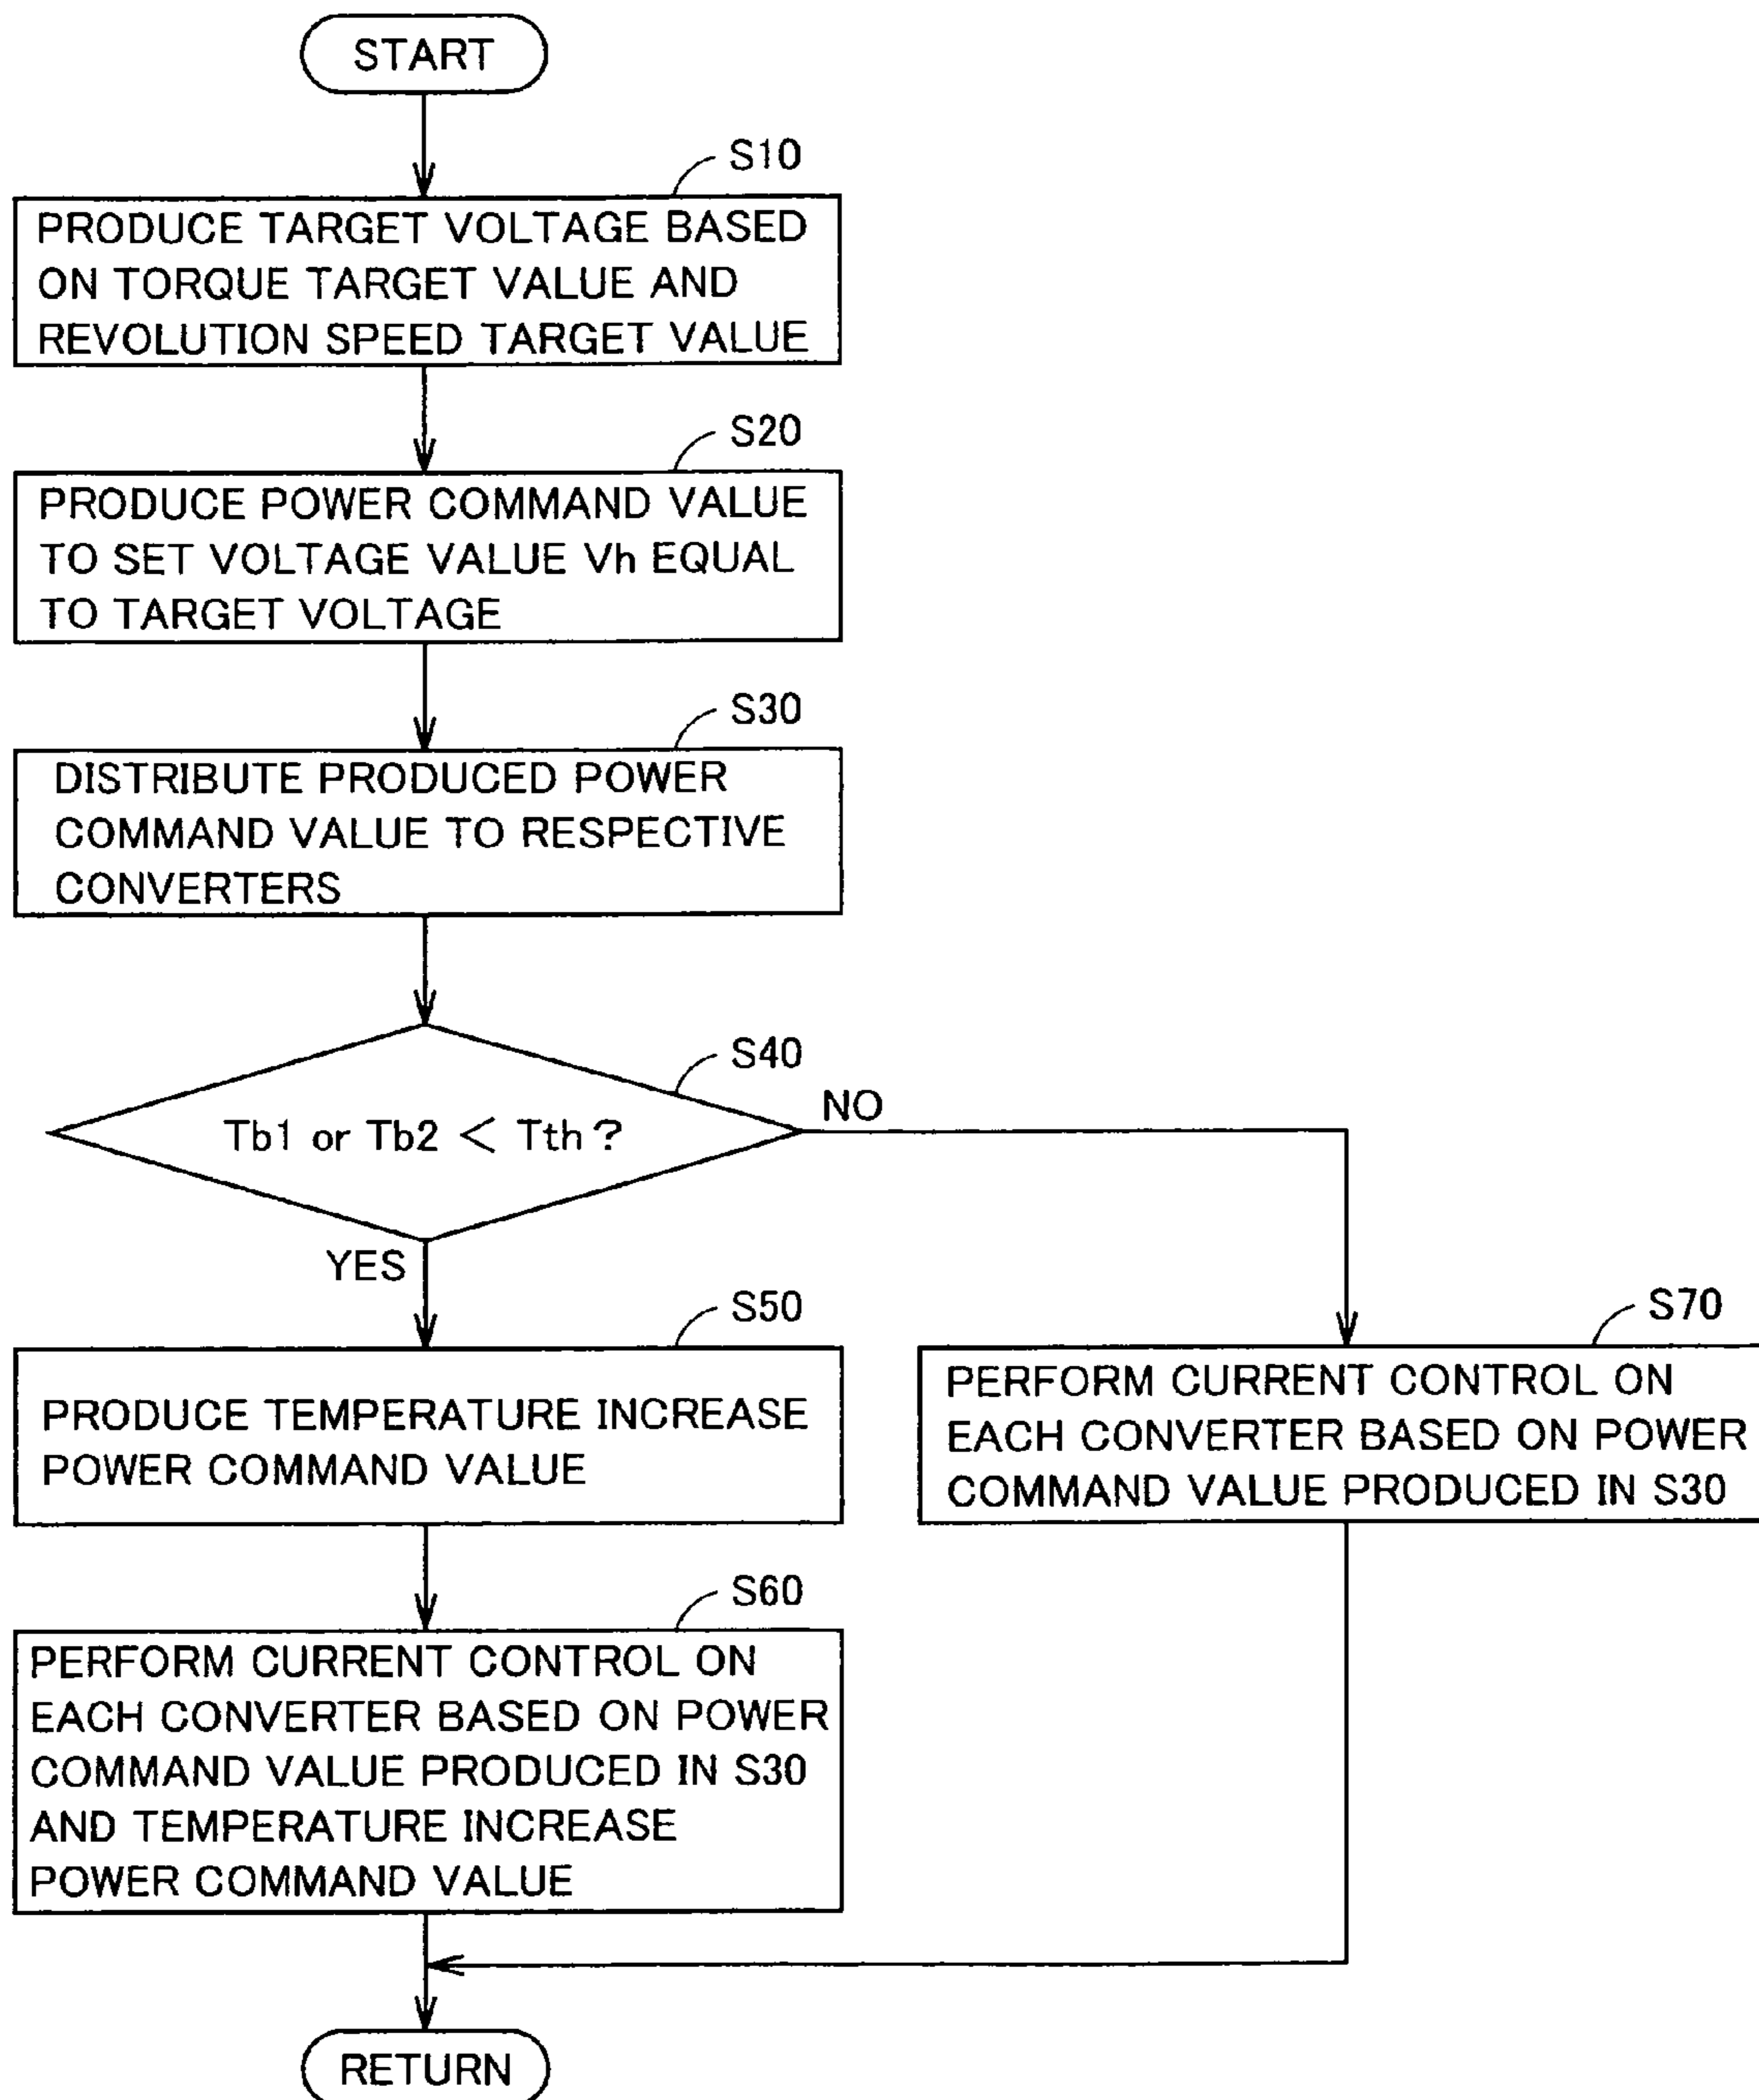 START
S10
PRODUCE TARGET VOLTAGE BASED
ON TORQUE TARGET VALUE AND
REVOLUTION SPEED TARGET VALUE
S20
PRODUCE POWER COMMAND VALUE
TO SET VOLTAGE VALUE Vh EQUAL
TO TARGET VOLTAGE
S30
DISTRIBUTE PRODUCED POWER
COMMAND VALUE TO RESPECTIVE
CONVERTERS
S40
Tb1 or Tb2 < Tth ?
NO
YES
S50
PRODUCE TEMPERATURE INCREASE
POWER COMMAND VALUE
S70
PERFORM CURRENT CONTROL ON
EACH CONVERTER BASED ON POWER
COMMAND VALUE PRODUCED IN S30
S60
PERFORM CURRENT CONTROL ON
EACH CONVERTER BASED ON POWER
COMMAND VALUE PRODUCED IN S30
AND TEMPERATURE INCREASE
POWER COMMAND VALUE
RETURN